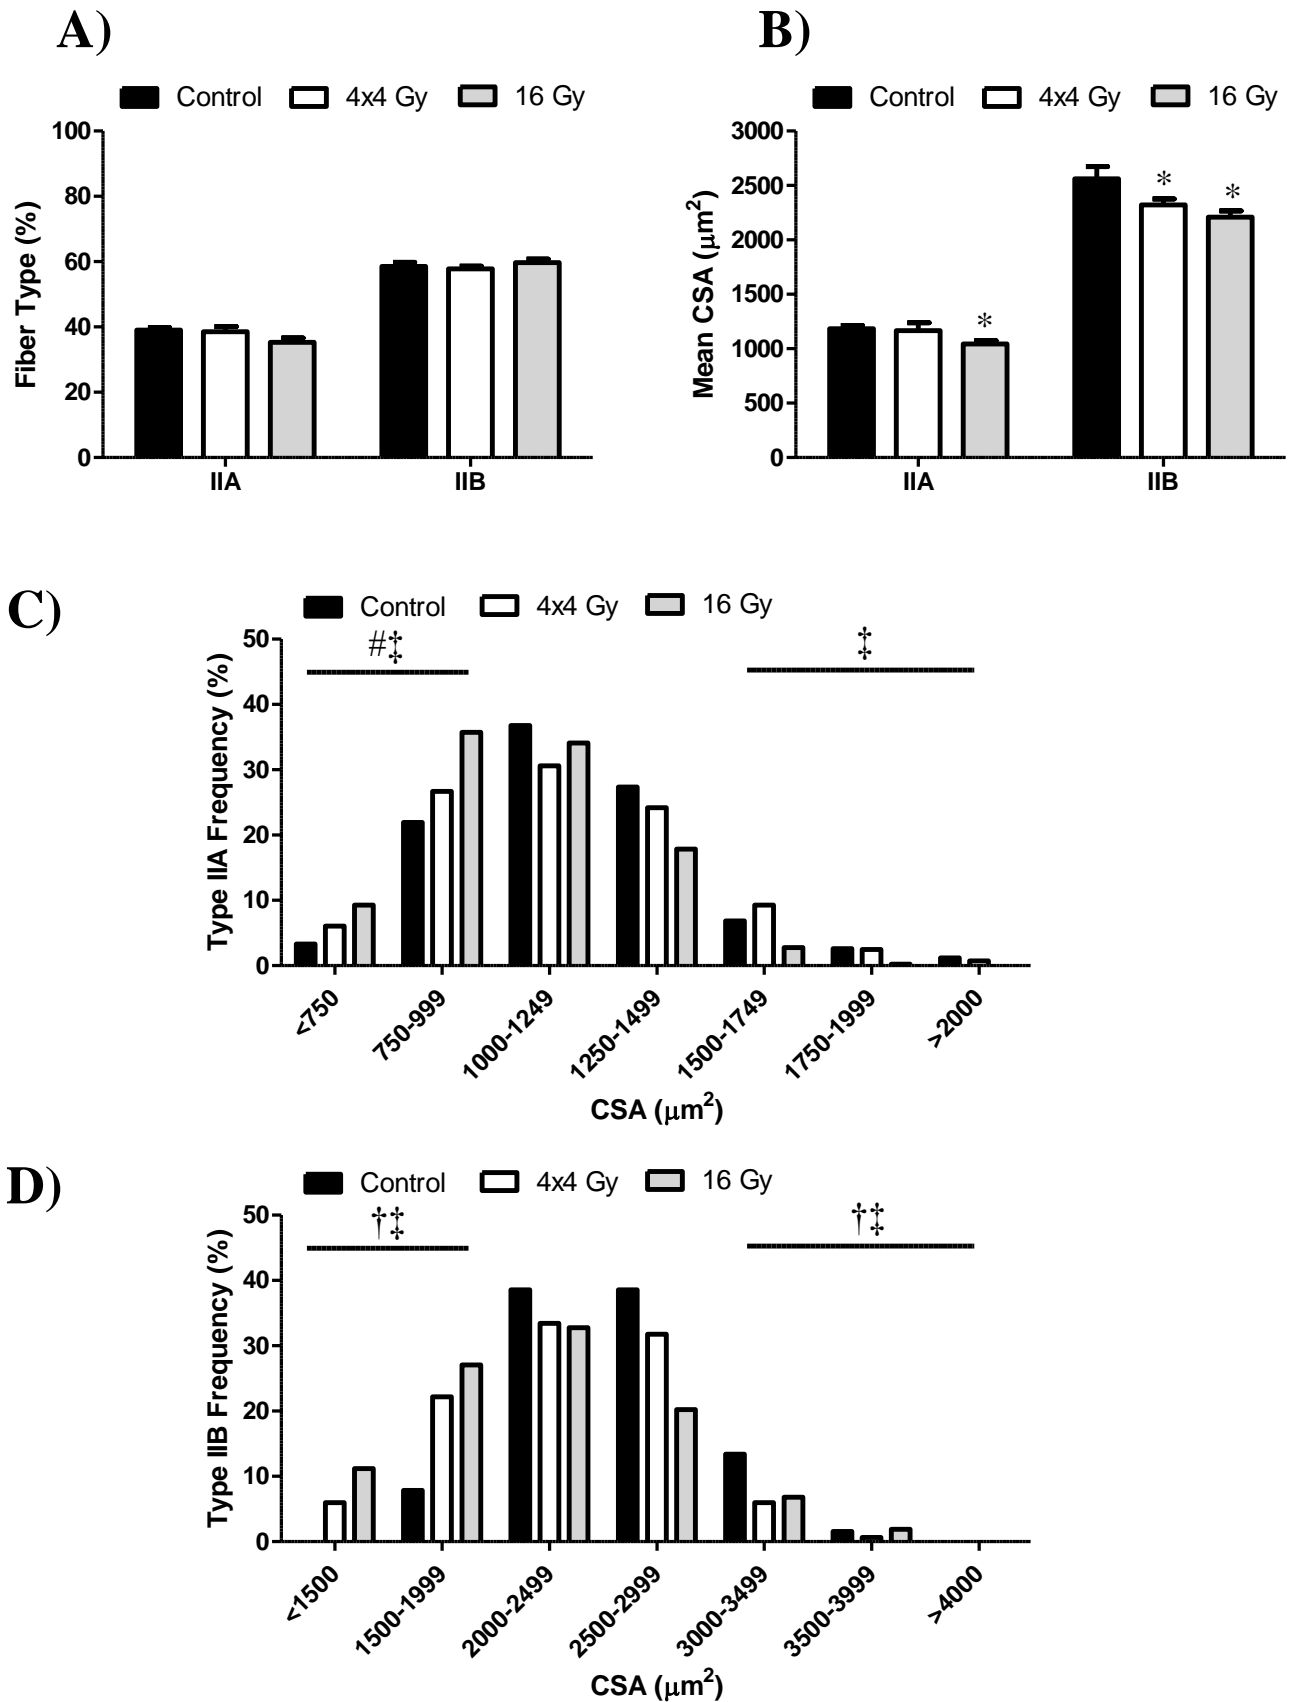 A)
Control 4x4 Gy 16 Gy
Fiber Type (%)
100
80
60
40
20
0
IIA IIB
B)
Control 4x4 Gy 16 Gy
Mean CSA (µm²)
3000
2500
2000
1500
1000
500
0
* * *
IIA IIB
C)
Control 4x4 Gy 16 Gy
#‡ ‡
Type IIA Frequency (%)
50
40
30
20
10
0
<750 750-999 1000-1249 1250-1499 1500-1749 1750-1999 >2000
CSA (µm²)
D)
Control 4x4 Gy 16 Gy
†‡ †‡
Type IIB Frequency (%)
50
40
30
20
10
0
<1500 1500-1999 2000-2499 2500-2999 3000-3499 3500-3999 >4000
CSA (µm²)